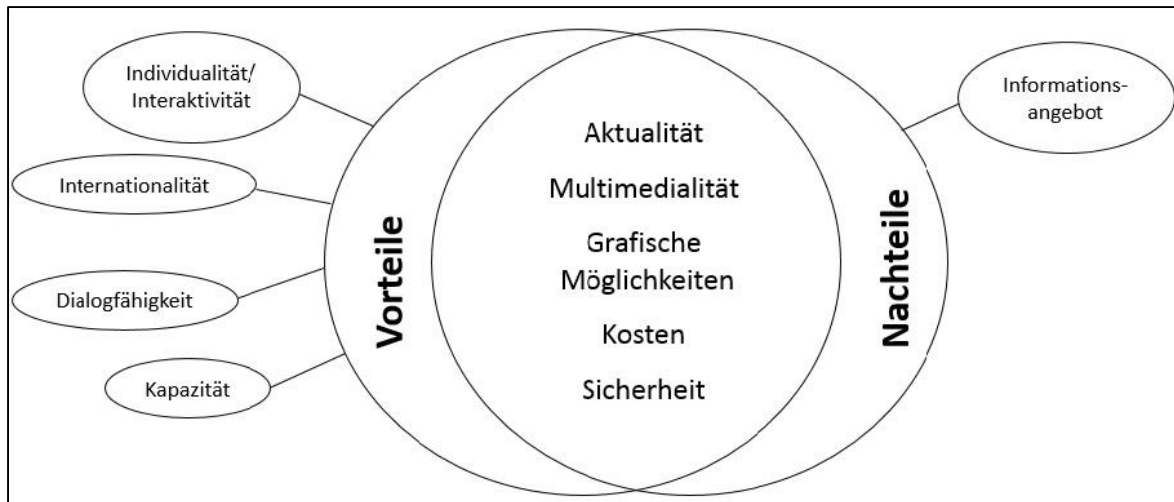 Individualität/
Interaktivität
Internationalität
Dialogfähigkeit
Kapazität
Vorteile
Aktualität
Multimedialität
Grafische
Möglichkeiten
Kosten
Sicherheit
Nachteile
Informations-
angebot